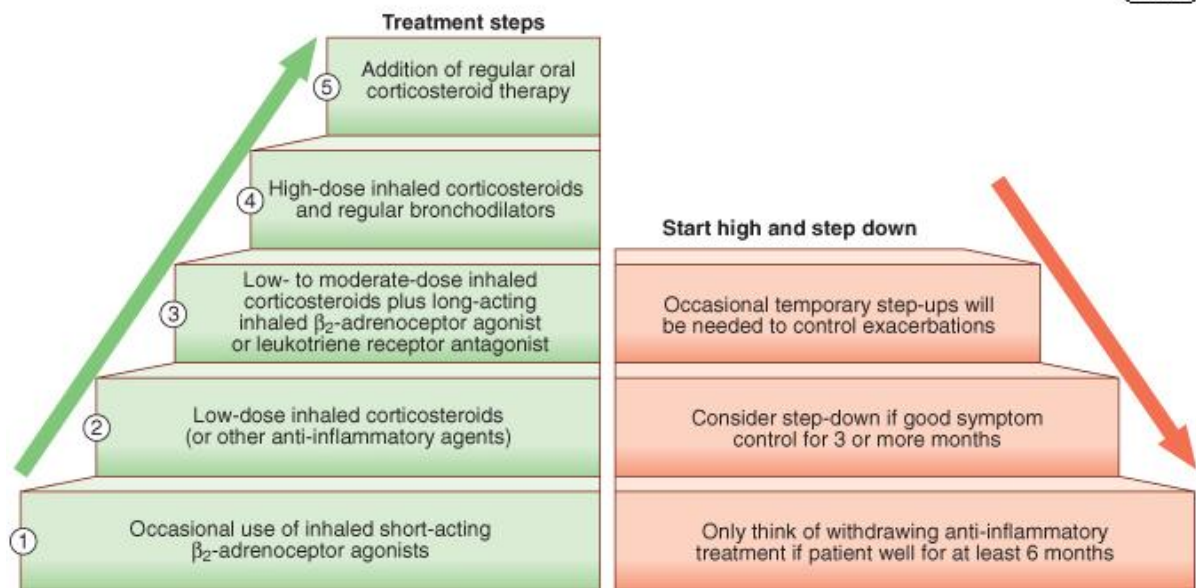 Treatment steps
5
Addition of regular oral
corticosteroid therapy
4
High-dose inhaled corticosteroids
and regular bronchodilators
3
Low- to moderate-dose inhaled
corticosteroids plus long-acting
inhaled β₂-adrenoceptor agonist
or leukotriene receptor antagonist
2
Low-dose inhaled corticosteroids
(or other anti-inflammatory agents)
1
Occasional use of inhaled short-acting
β₂-adrenoceptor agonists
Start high and step down
Occasional temporary step-ups will
be needed to control exacerbations
Consider step-down if good symptom
control for 3 or more months
Only think of withdrawing anti-inflammatory
treatment if patient well for at least 6 months